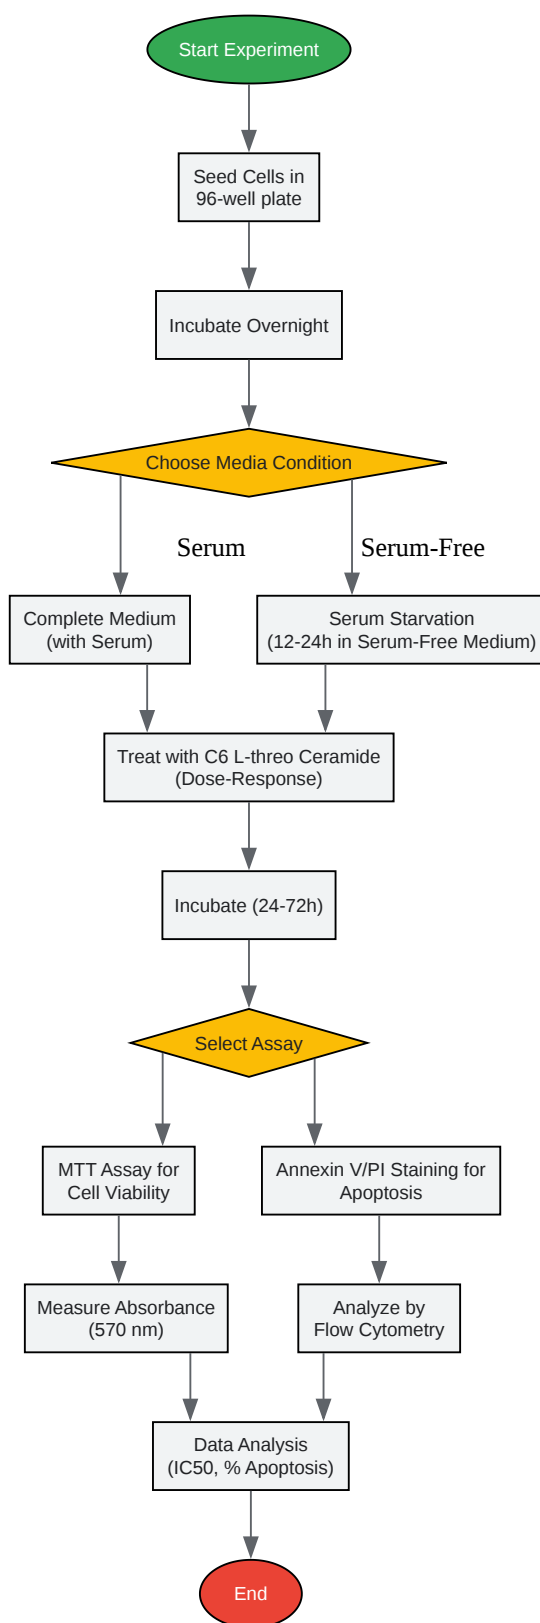 Start Experiment
Seed Cells in
96-well plate
Incubate Overnight
Choose Media Condition
Serum
Serum-Free
Complete Medium
(with Serum)
Serum Starvation
(12-24h in Serum-Free Medium)
Treat with C6 L-threo Ceramide
(Dose-Response)
Incubate (24-72h)
Select Assay
MTT Assay for
Cell Viability
Annexin V/PI Staining for
Apoptosis
Measure Absorbance
(570 nm)
Analyze by
Flow Cytometry
Data Analysis
(IC50, % Apoptosis)
End